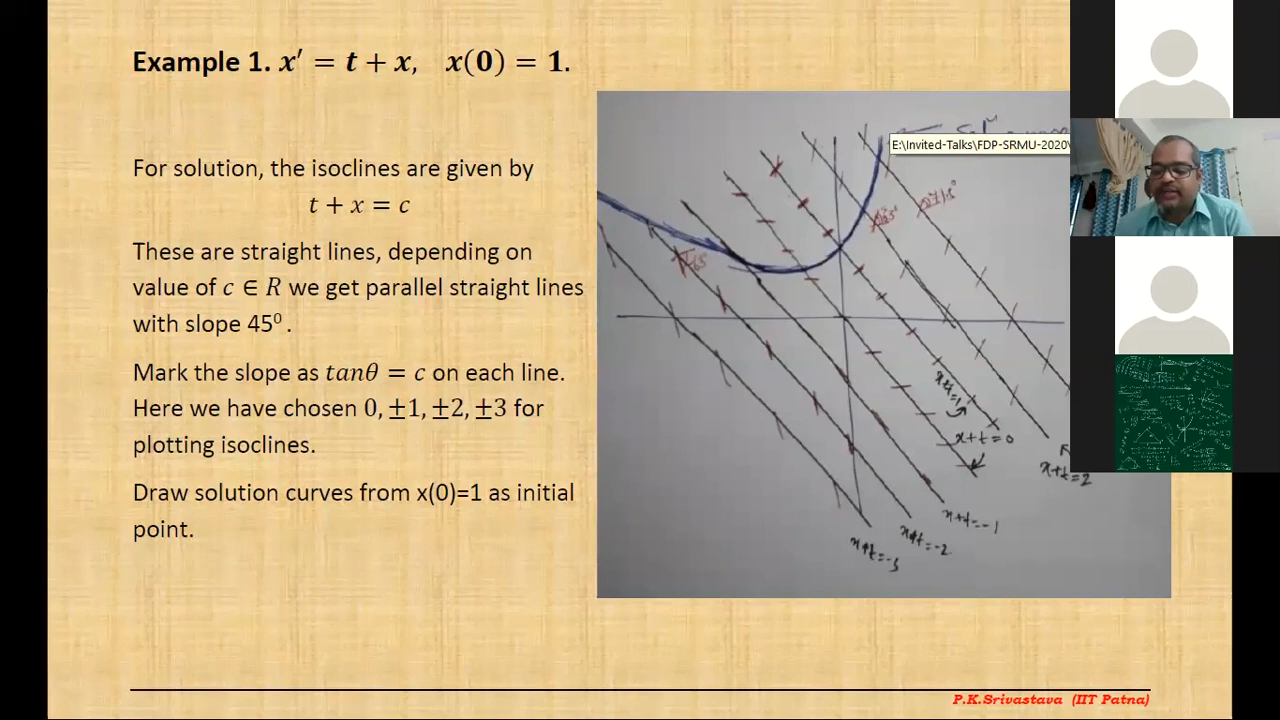 Example 1. x′ = t + x, x(0) = 1.
For solution, the isoclines are given by
t + x = c
These are straight lines, depending on
value of c ∈ R we get parallel straight lines
with slope 45⁰ .
Mark the slope as tanθ = c on each line.
Here we have chosen 0, ±1, ±2, ±3 for
plotting isoclines.
Draw solution curves from x(0)=1 as initial
point.
E:\Invited-Talks\FDP-SRMU-2020\
x+t=1
x+t=0
x+t=2
x+t=-1
x+t=-2
x+t=-3
P.K.Srivastava (IIT Patna)